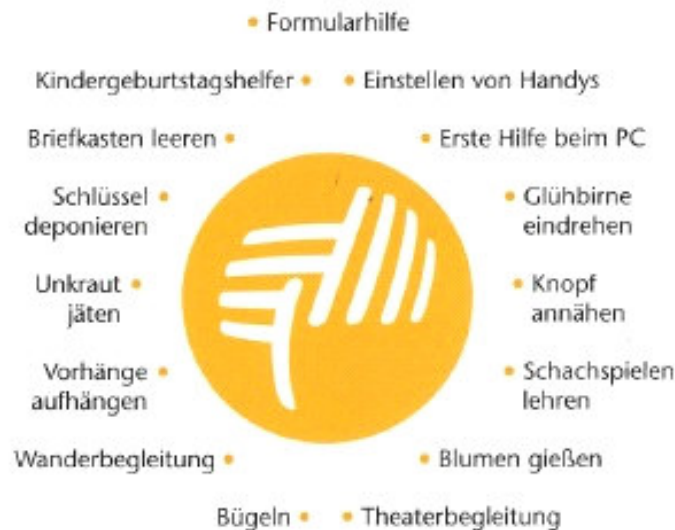 • Formularhilfe
Kindergeburtstagshelfer •
• Einstellen von Handys
Briefkasten leeren •
• Erste Hilfe beim PC
Schlüssel •
deponieren
• Glühbirne
eindrehen
Unkraut •
jäten
• Knopf
annähen
Vorhänge •
aufhängen
• Schachspielen
lehren
Wanderbegleitung •
• Blumen gießen
Bügeln •
• Theaterbegleitung